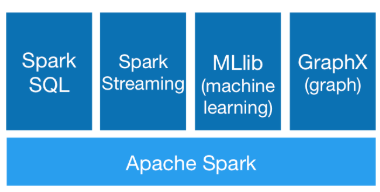 Spark
SQL
Spark
Streaming
MLlib
(machine
learning)
GraphX
(graph)
Apache Spark